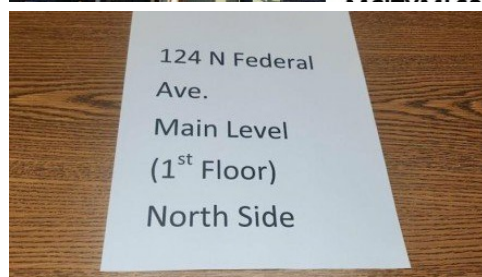 124 N Federal
Ave.
Main Level
(1st Floor)
North Side